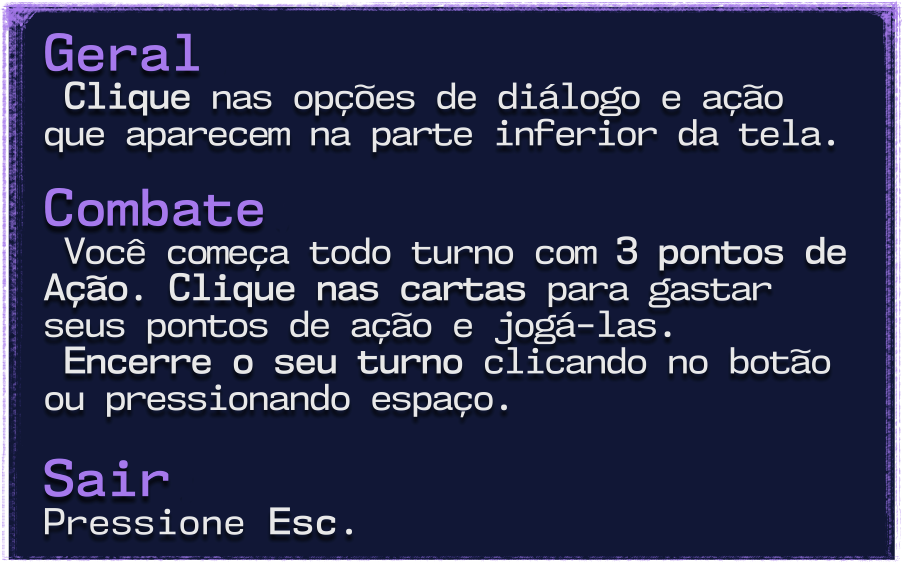 Geral
Clique nas opções de diálogo e ação
que aparecem na parte inferior da tela.
Combate
Você começa todo turno com 3 pontos de
Ação. Clique nas cartas para gastar
seus pontos de ação e jogá-las.
Encerre o seu turno clicando no botão
ou pressionando espaço.
Sair
Pressione Esc.